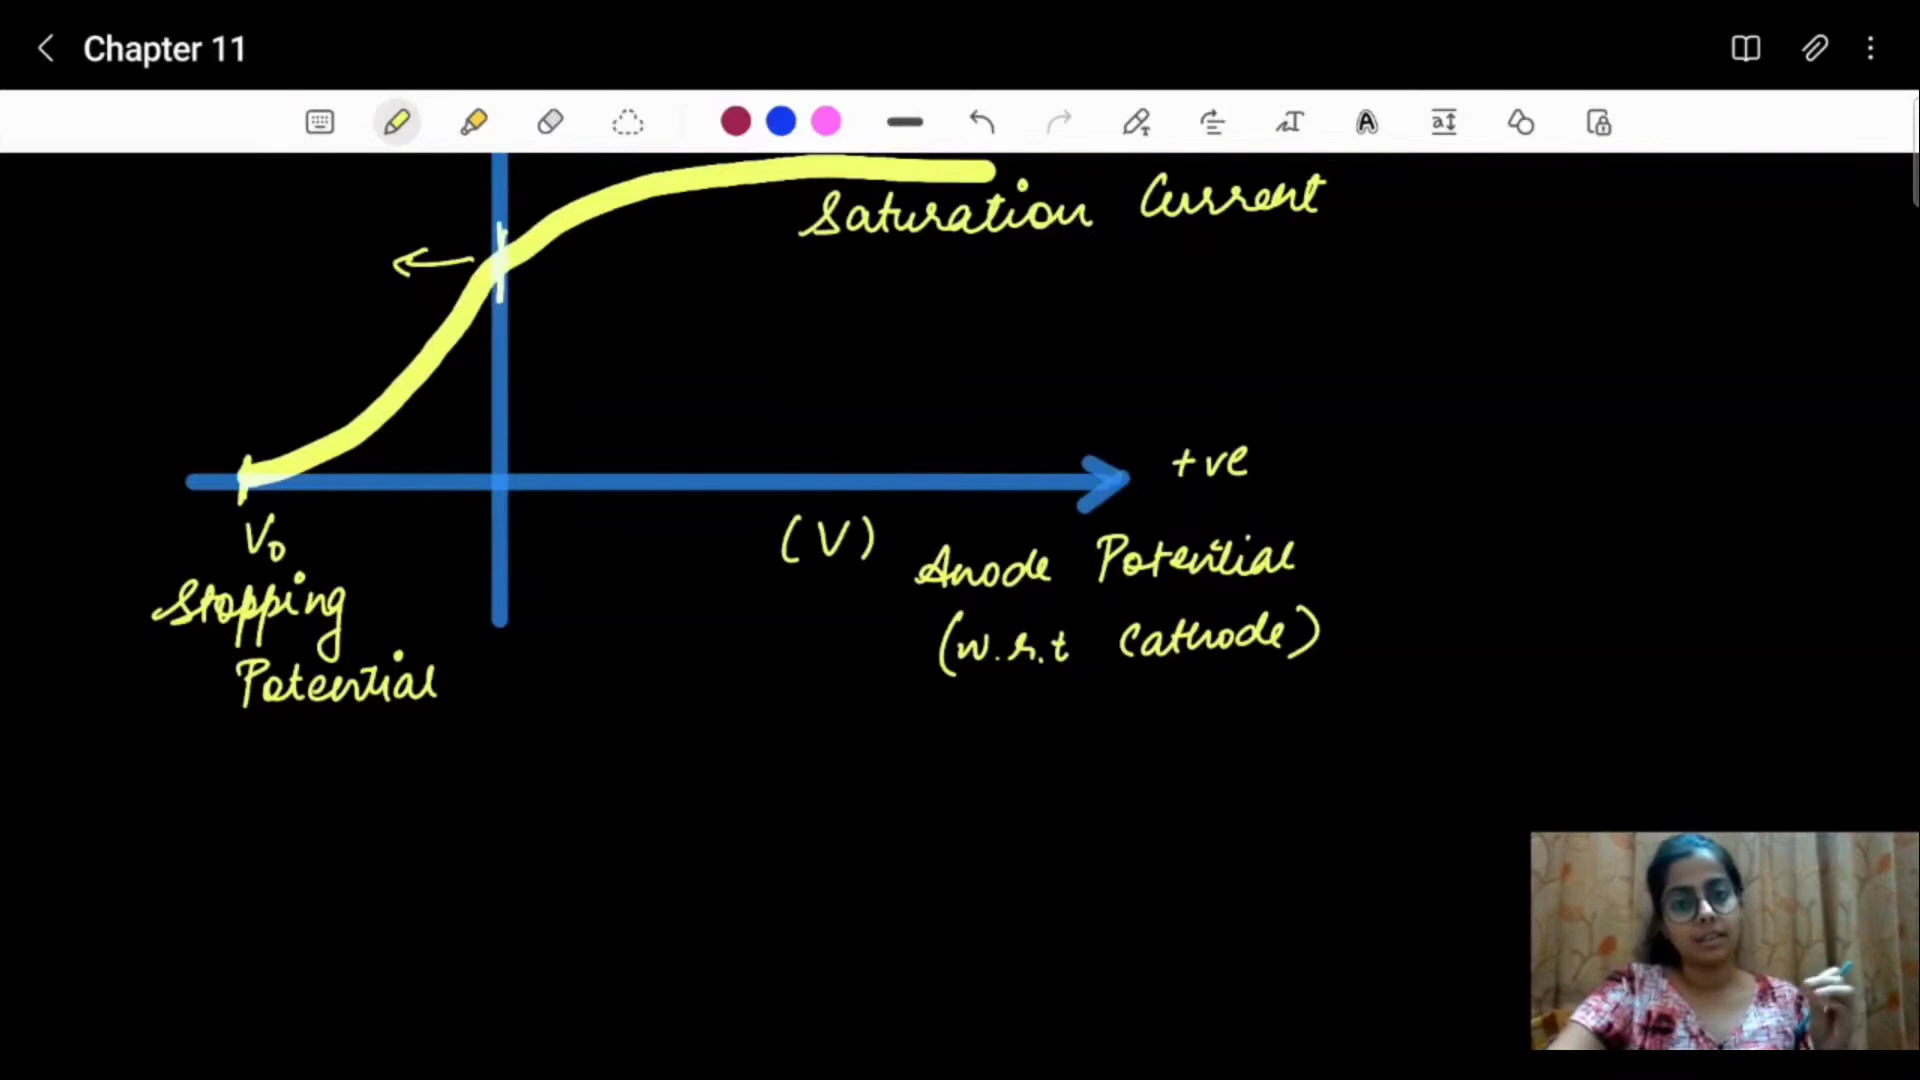 Chapter 11
Saturation Current
+ve
V₀
(V) Anode Potential
Stopping
(w.r.t Cathode)
Potential